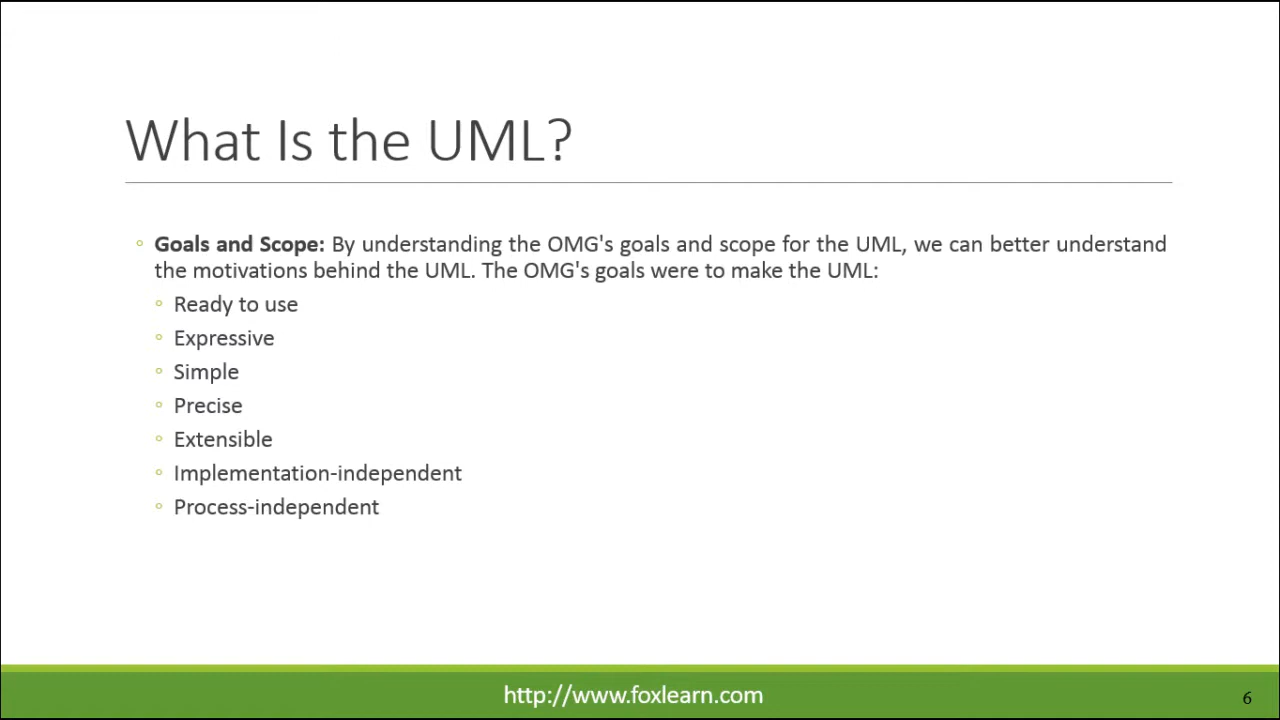 What Is the UML?
◦ Goals and Scope: By understanding the OMG's goals and scope for the UML, we can better understand
the motivations behind the UML. The OMG's goals were to make the UML:
◦ Ready to use
◦ Expressive
◦ Simple
◦ Precise
◦ Extensible
◦ Implementation-independent
◦ Process-independent
http://www.foxlearn.com
6